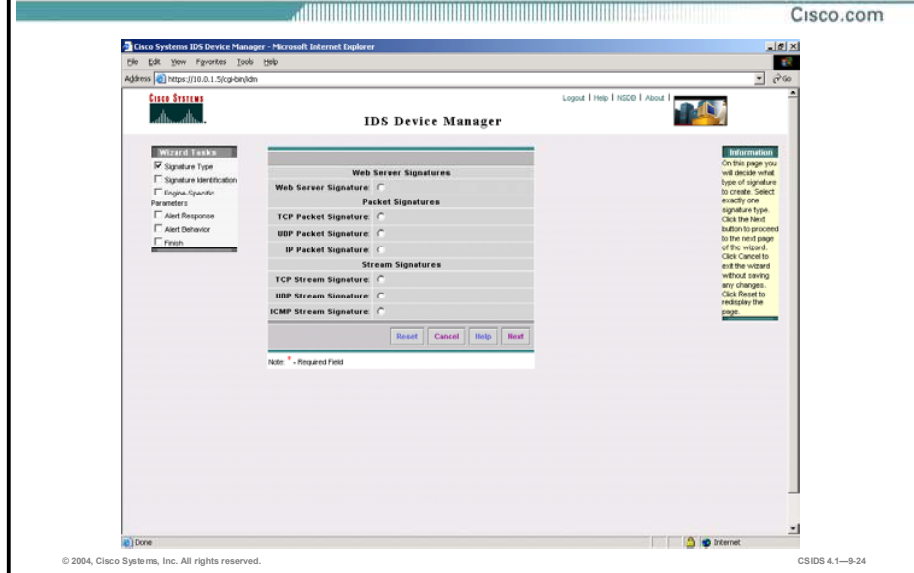 Cisco.com
Cisco Systems IDS Device Manager - Microsoft Internet Explorer
File Edit View Favorites Tools Help
Address https://10.0.1.5/cgi-bin/idm Go
CISCO SYSTEMS
Logout | Help | NSDB | About |
IDS Device Manager
Wizard Tasks
Signature Type
Signature Identification
Engine-Specific
Parameters
Alert Response
Alert Behavior
Finish
Web Server Signatures
Web Server Signature:
Packet Signatures
TCP Packet Signature:
UDP Packet Signature:
IP Packet Signature:
Stream Signatures
TCP Stream Signature:
UDP Stream Signature:
ICMP Stream Signature:
Reset Cancel Help Next
Note: * - Required Field
Information
On this page you
will decide what
type of signature
to create. Select
exactly one
signature type.
Click the Next
button to proceed
to the next page
of the wizard.
Click Cancel to
exit the wizard
without saving
any changes.
Click Reset to
redisplay the
page.
Done Internet
© 2004, Cisco Systems, Inc. All rights reserved. CSIDS 4.1—9-24